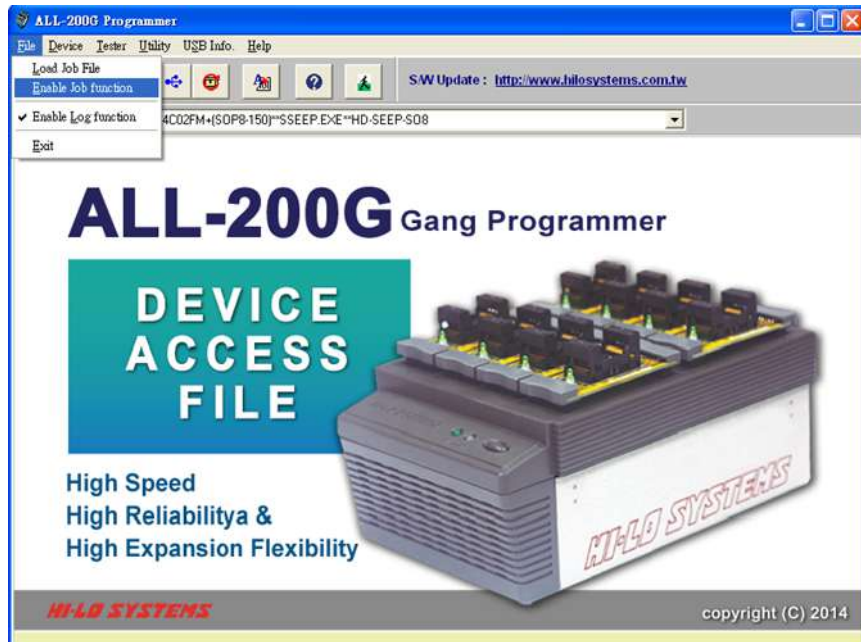 ALL-200G Programmer
File Device Tester Utility USB Info. Help
Load Job File
Enable Job function
Enable Log function
Exit
S/W Update : http://www.hilosystems.com.tw
4C02FM+(SOP8-150)**SSEEP.EXE**HD-SEEP-SO8
ALL-200G Gang Programmer
DEVICE
ACCESS
FILE
High Speed
High Reliabilitya &
High Expansion Flexibility
HI-LO SYSTEMS
HI-LO SYSTEMS
copyright (C) 2014